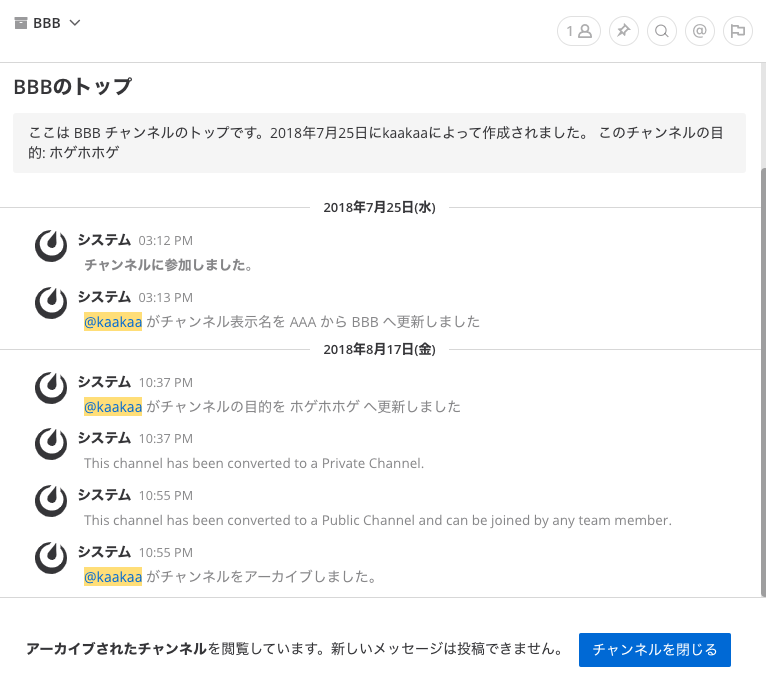 BBB
1
@
BBBのトップ
ここは BBB チャンネルのトップです。2018年7月25日にkaakaaによって作成されました。 このチャンネルの目
的: ホゲホホゲ
2018年7月25日(水)
システム 03:12 PM
チャンネルに参加しました。
システム 03:13 PM
@kaakaa がチャンネル表示名を AAA から BBB へ更新しました
2018年8月17日(金)
システム 10:37 PM
@kaakaa がチャンネルの目的を ホゲホホゲ へ更新しました
システム 10:37 PM
This channel has been converted to a Private Channel.
システム 10:55 PM
This channel has been converted to a Public Channel and can be joined by any team member.
システム 10:55 PM
@kaakaa がチャンネルをアーカイブしました。
アーカイブされたチャンネルを閲覧しています。新しいメッセージは投稿できません。 チャンネルを閉じる